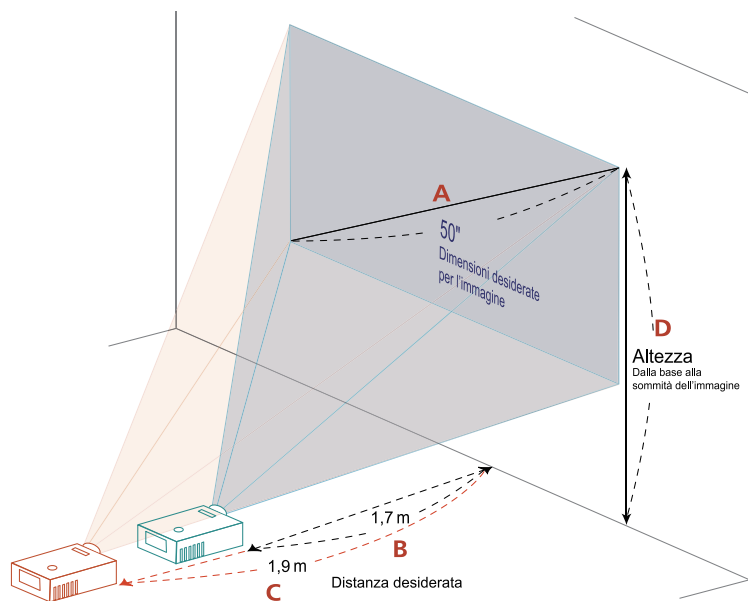 A
50"
Dimensioni desiderate
per l'immagine
D
Altezza
Dalla base alla
sommità dell'immagine
1,7 m
B
1,9 m
C
Distanza desiderata